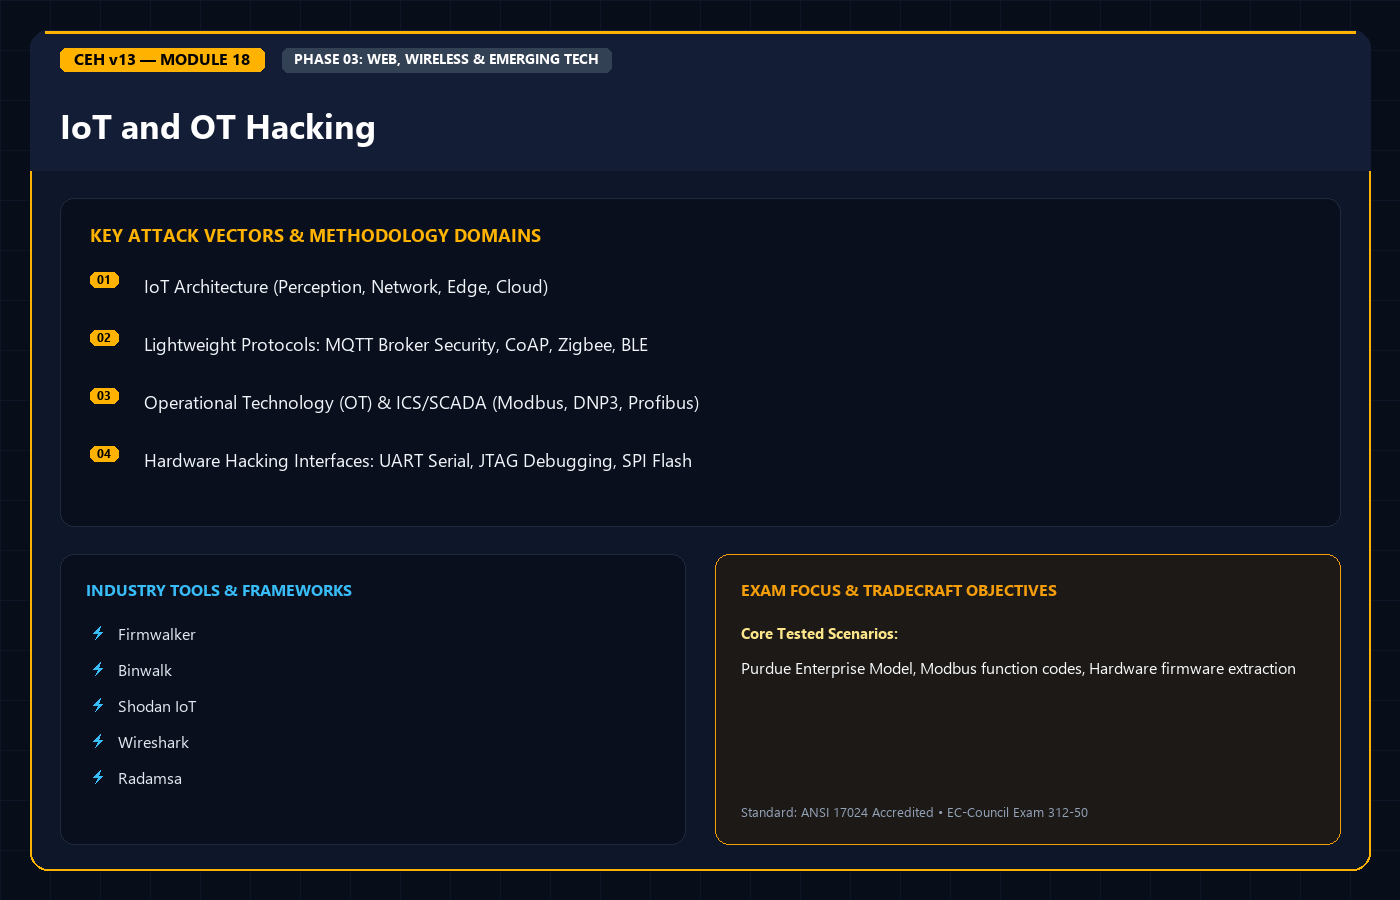 CEH v13 — MODULE 18
PHASE 03: WEB, WIRELESS & EMERGING TECH
IoT and OT Hacking
KEY ATTACK VECTORS & METHODOLOGY DOMAINS
01
IoT Architecture (Perception, Network, Edge, Cloud)
02
Lightweight Protocols: MQTT Broker Security, CoAP, Zigbee, BLE
03
Operational Technology (OT) & ICS/SCADA (Modbus, DNP3, Profibus)
04
Hardware Hacking Interfaces: UART Serial, JTAG Debugging, SPI Flash
INDUSTRY TOOLS & FRAMEWORKS
Firmwalker
Binwalk
Shodan IoT
Wireshark
Radamsa
EXAM FOCUS & TRADECRAFT OBJECTIVES
Core Tested Scenarios:
Purdue Enterprise Model, Modbus function codes, Hardware firmware extraction
Standard: ANSI 17024 Accredited • EC-Council Exam 312-50